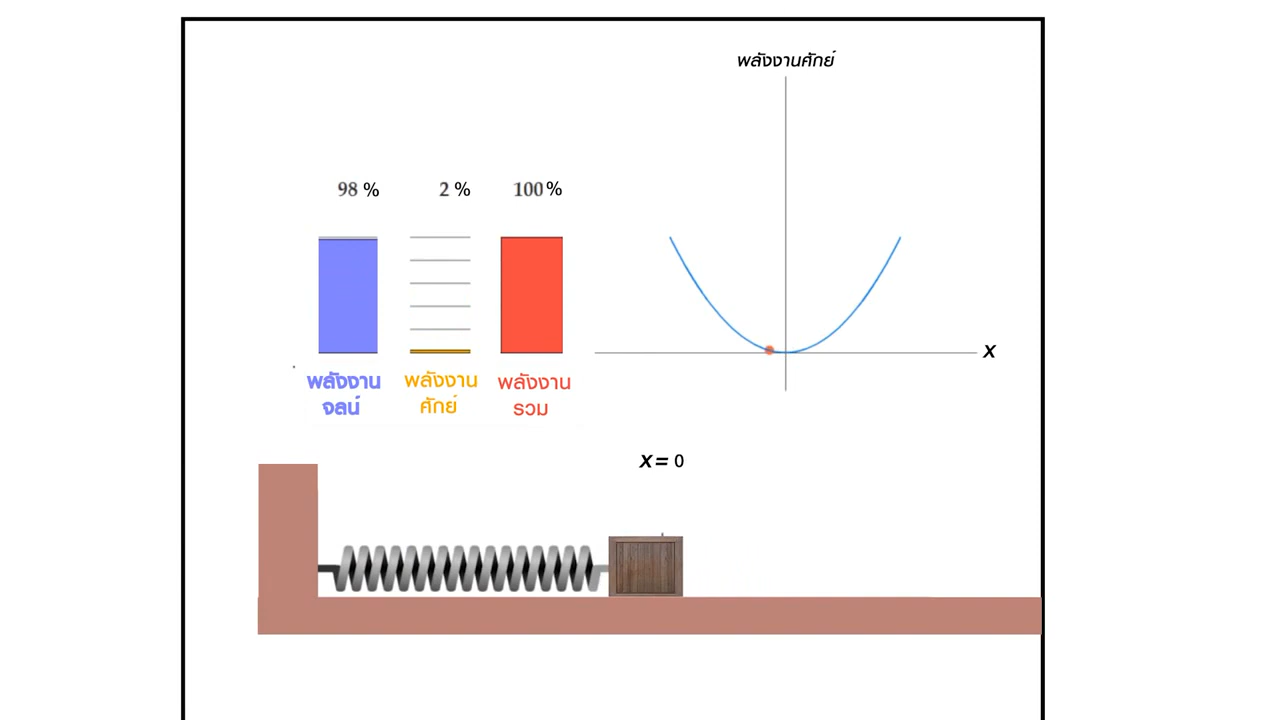 พลังงานศักย์
98 %
2 %
100%
พลังงาน
จลน์
พลังงาน
ศักย์
พลังงาน
รวม
x
x = 0